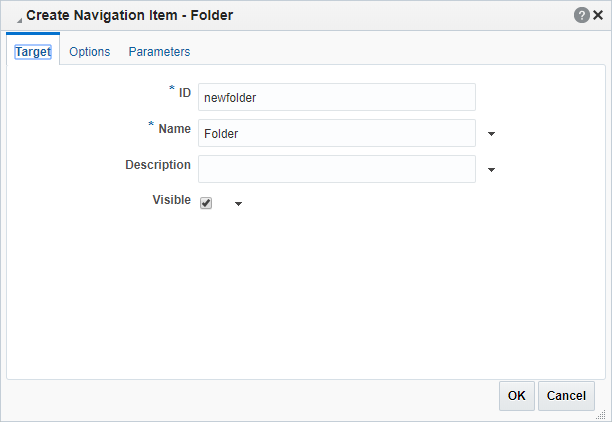 Create Navigation Item - Folder
Target Options Parameters
* ID newfolder
* Name Folder
Description
Visible
OK Cancel